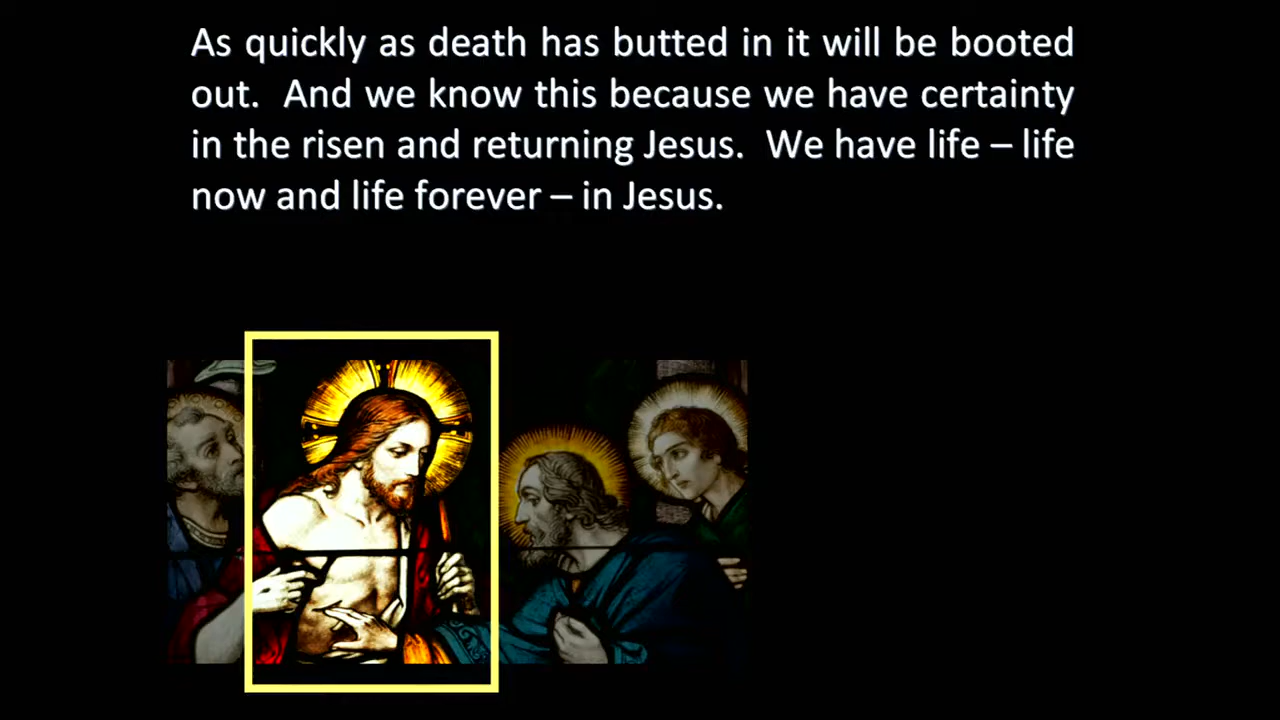 As quickly as death has butted in it will be booted
out.  And we know this because we have certainty
in the risen and returning Jesus.  We have life – life
now and life forever – in Jesus.